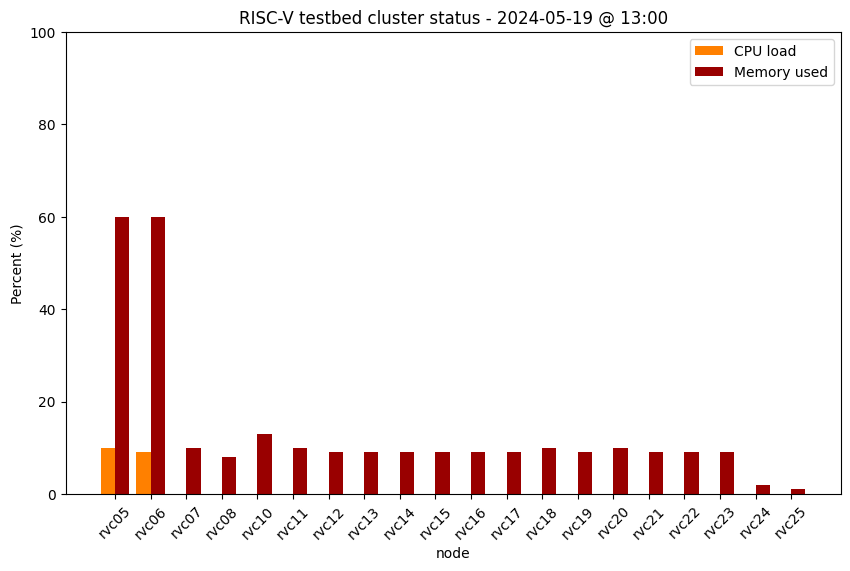 RISC-V testbed cluster status - 2024-05-19 @ 13:00
CPU load
Memory used
Percent (%)
100
80
60
40
20
0
rvc05
rvc06
rvc07
rvc08
rvc10
rvc11
rvc12
rvc13
rvc14
rvc15
rvc16
rvc17
rvc18
rvc19
rvc20
rvc21
rvc22
rvc23
rvc24
rvc25
node